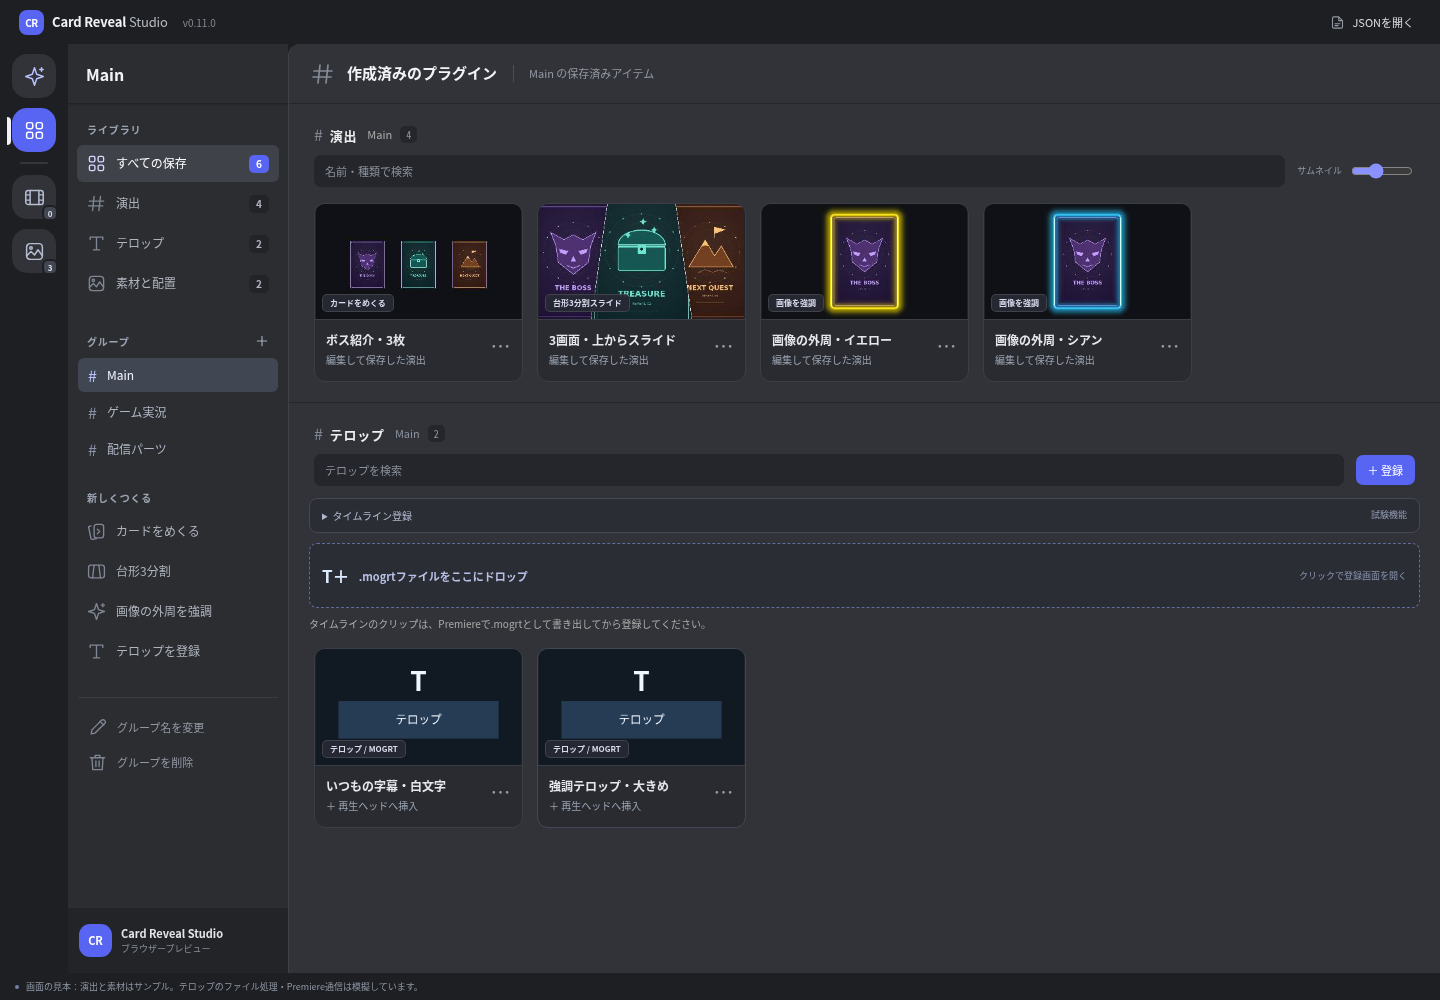 CR Card Reveal Studio v0.11.0
JSONを開く
0
3
Main
ライブラリ
すべての保存 6
演出 4
テロップ 2
素材と配置 2
グループ
# Main
# ゲーム実況
# 配信パーツ
新しくつくる
カードをめくる
台形3分割
画像の外周を強調
テロップを登録
グループ名を変更
グループを削除
CR Card Reveal Studio
ブラウザープレビュー
# 作成済みのプラグイン Main の保存済みアイテム
# 演出 Main 4
名前・種類で検索
サムネイル
TREASURE
カードをめくる
ボス紹介・3枚
編集して保存した演出
THE BOSS
TREASURE
NEXT QUEST
台形3分割スライド
3画面・上からスライド
編集して保存した演出
THE BOSS
画像を強調
画像の外周・イエロー
編集して保存した演出
THE BOSS
画像を強調
画像の外周・シアン
編集して保存した演出
# テロップ Main 2
テロップを検索
＋ 登録
▶ タイムライン登録 試験機能
T＋ .mogrtファイルをここにドロップ クリックで登録画面を開く
タイムラインのクリップは、Premiereで.mogrtとして書き出してから登録してください。
T
テロップ
テロップ / MOGRT
いつもの字幕・白文字
＋ 再生ヘッドへ挿入
T
テロップ
テロップ / MOGRT
強調テロップ・大きめ
＋ 再生ヘッドへ挿入
画面の見本：演出と素材はサンプル。テロップのファイル処理・Premiere通信は模擬しています。